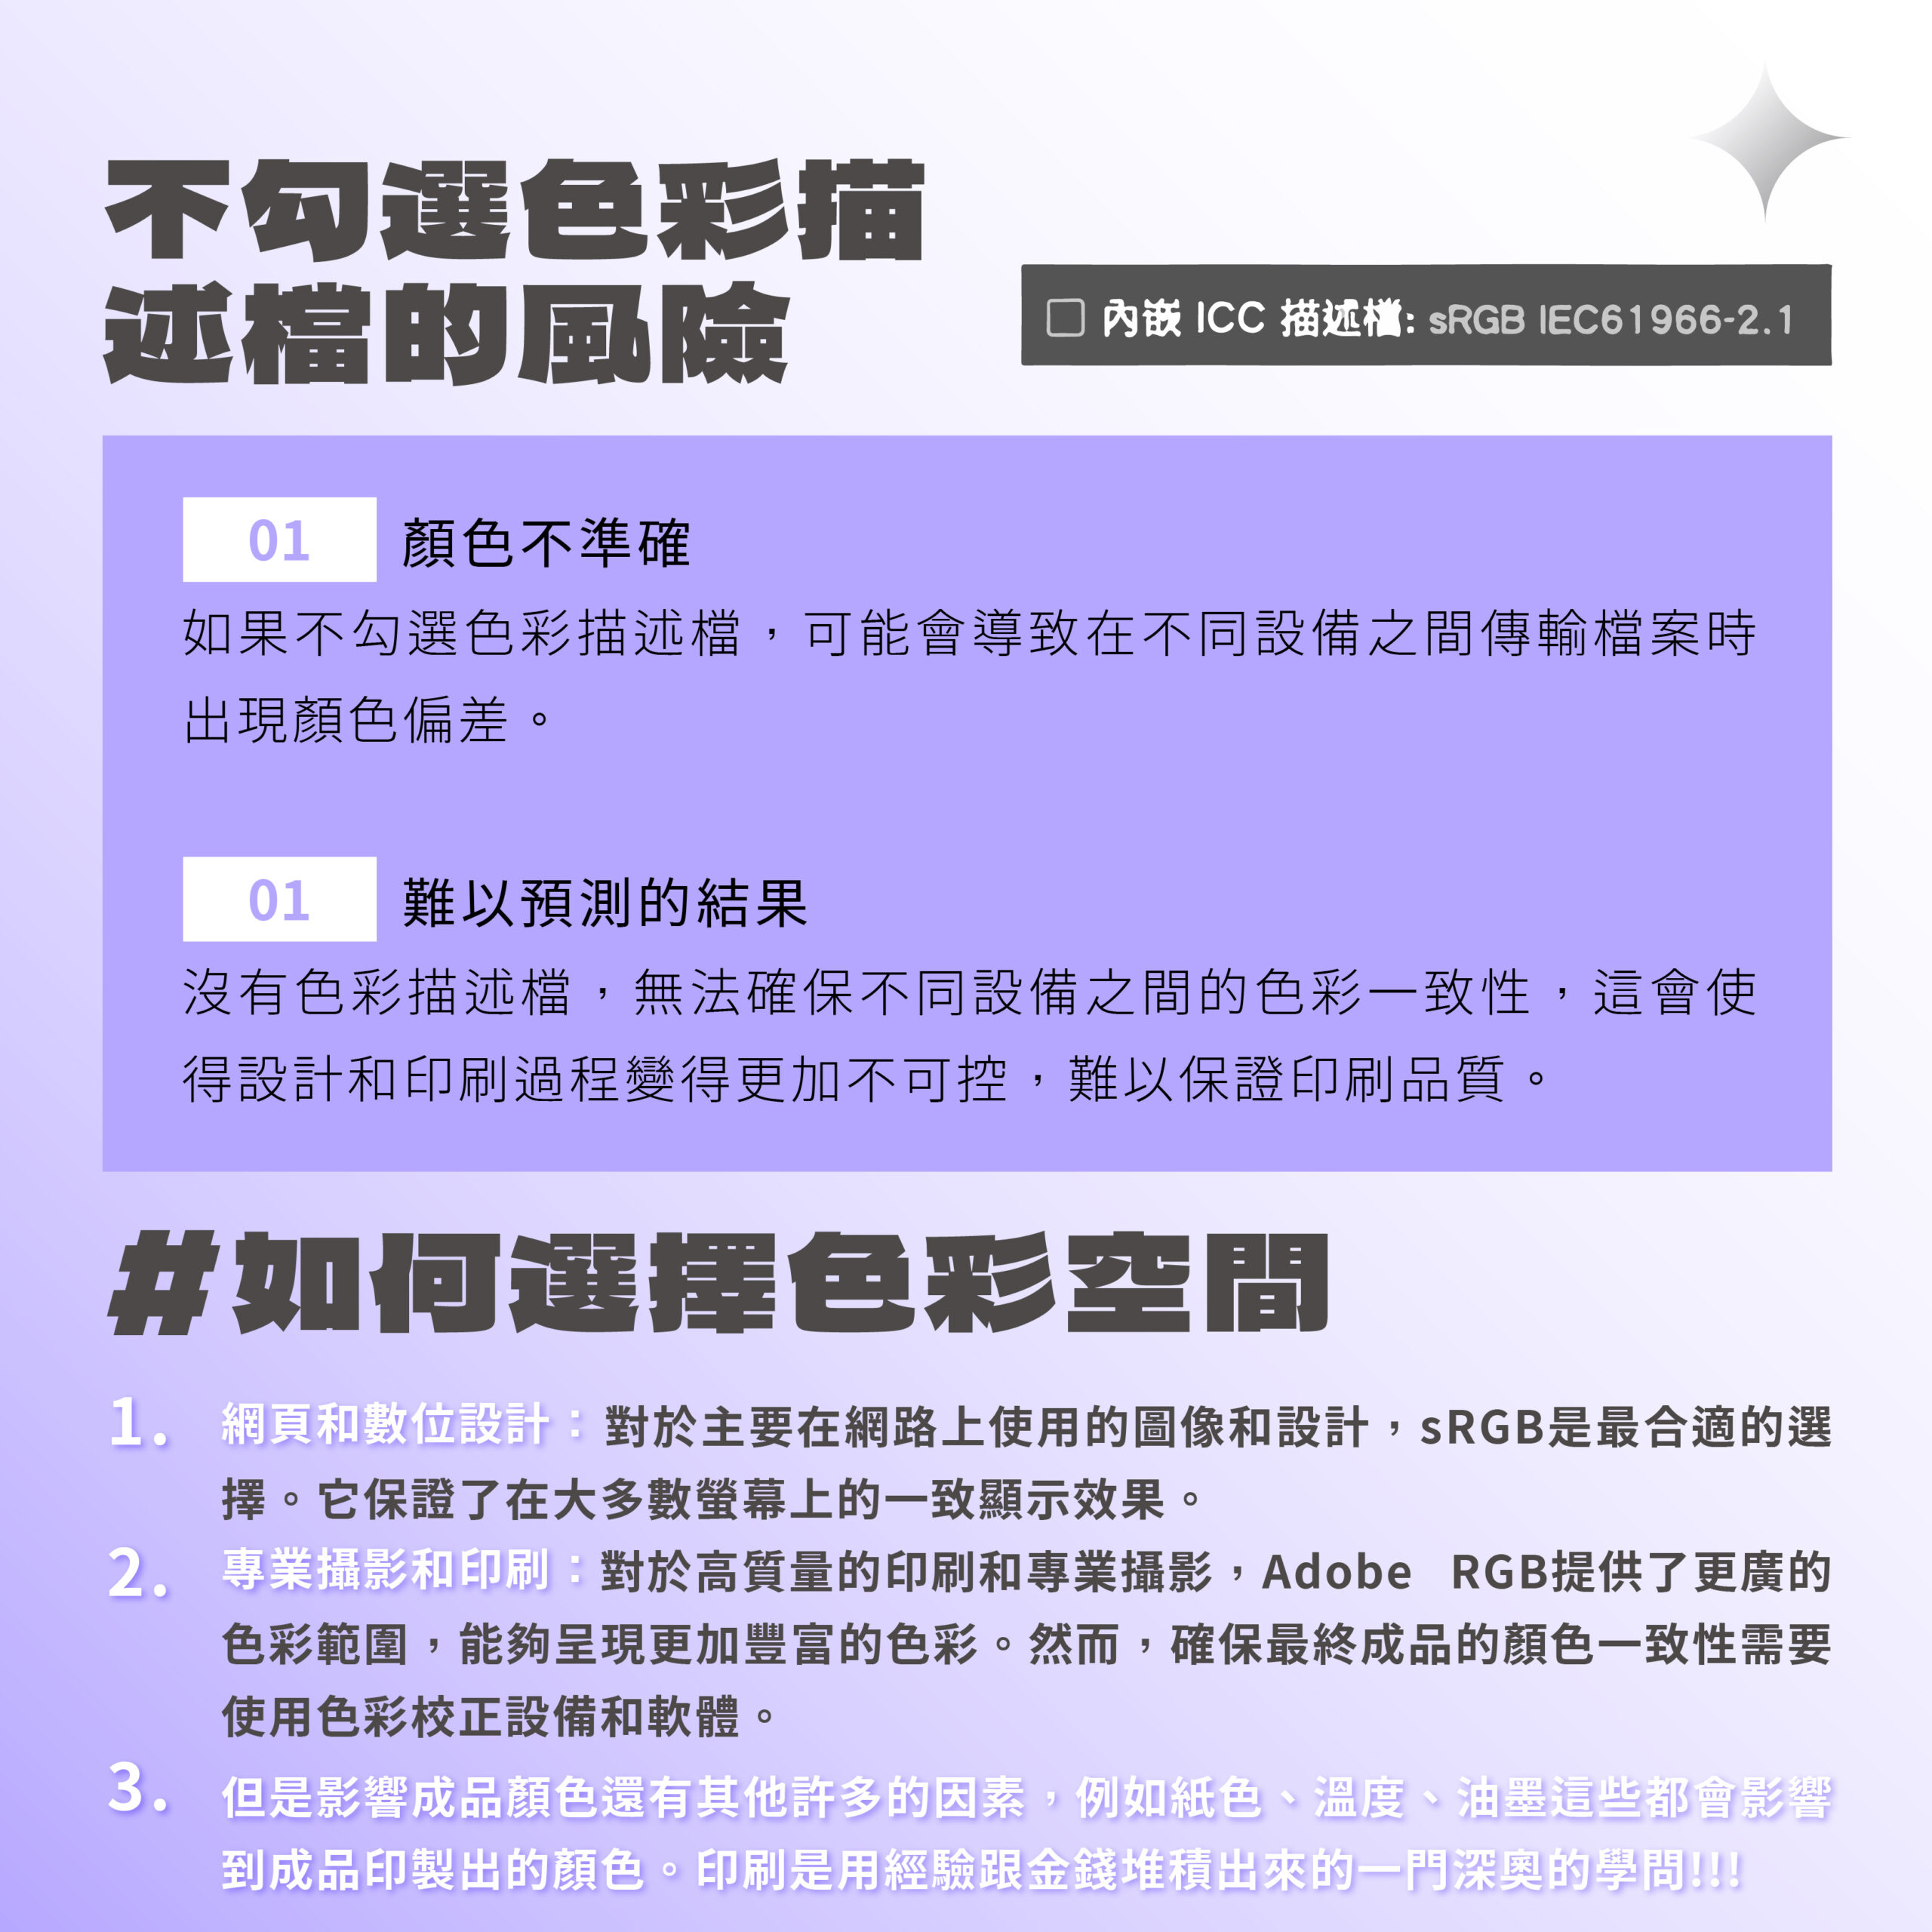 不勾選色彩描
述檔的風險
內嵌 ICC 描述檔: sRGB IEC61966-2.1
01 顏色不準確
如果不勾選色彩描述檔，可能會導致在不同設備之間傳輸檔案時
出現顏色偏差。
01 難以預測的結果
沒有色彩描述檔，無法確保不同設備之間的色彩一致性，這會使
得設計和印刷過程變得更加不可控，難以保證印刷品質。
#如何選擇色彩空間
1. 網頁和數位設計：對於主要在網路上使用的圖像和設計，sRGB是最合適的選
擇。它保證了在大多數螢幕上的一致顯示效果。
2. 專業攝影和印刷：對於高質量的印刷和專業攝影，Adobe RGB提供了更廣的
色彩範圍，能夠呈現更加豐富的色彩。然而，確保最終成品的顏色一致性需要
使用色彩校正設備和軟體。
3. 但是影響成品顏色還有其他許多的因素，例如紙色、溫度、油墨這些都會影響
到成品印製出的顏色。印刷是用經驗跟金錢堆積出來的一門深奧的學問!!!